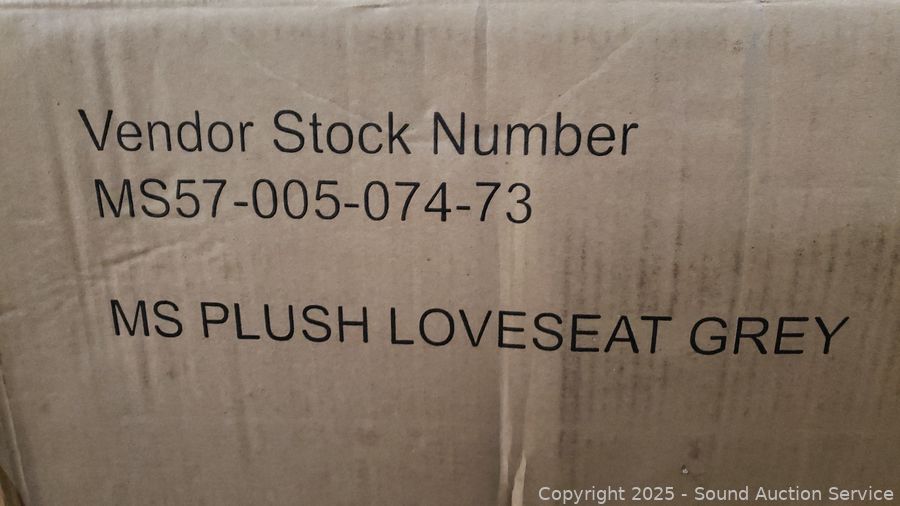 Vendor Stock Number
MS57-005-074-73
MS PLUSH LOVESEAT GREY
Copyright 2025 - Sound Auction Service